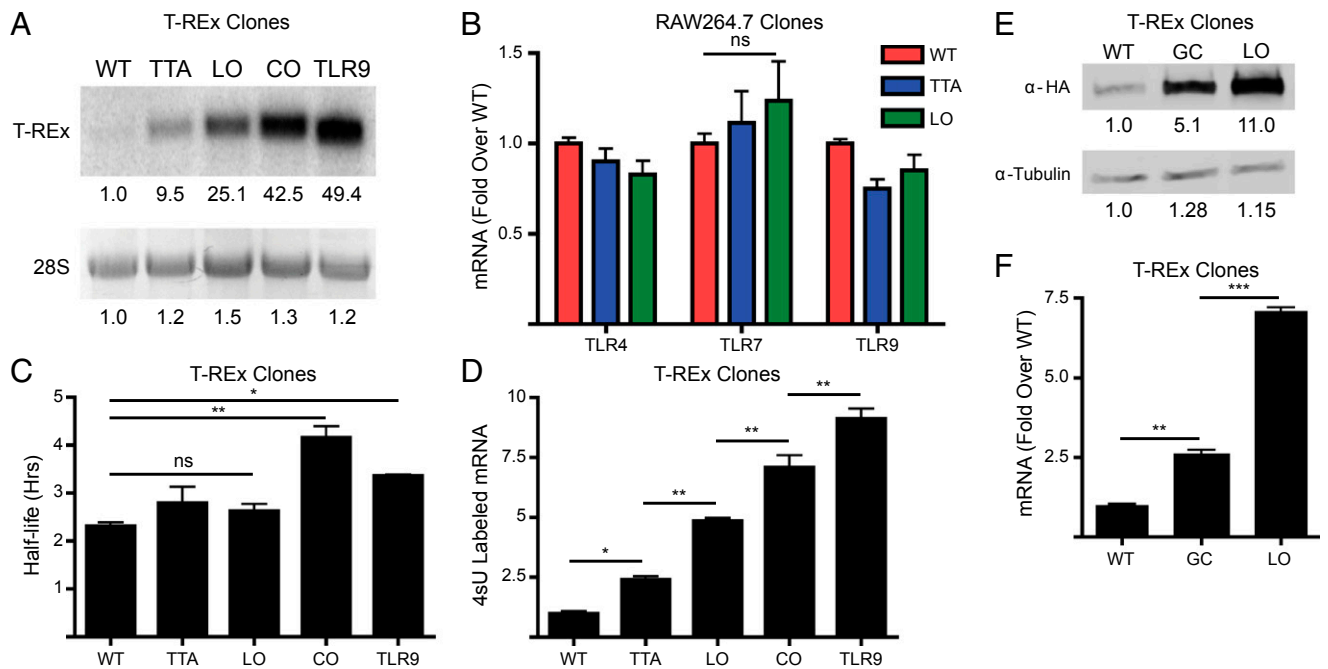 A
T-REx Clones
WT TTA LO CO TLR9
T-REx
1.0 9.5 25.1 42.5 49.4
28S
1.0 1.2 1.5 1.3 1.2
B
RAW264.7 Clones
mRNA (Fold Over WT)
1.5
1.0
0.5
ns
WT
TTA
LO
TLR4 TLR7 TLR9
C
T-REx Clones
Half-life (Hrs)
5
4
3
2
1
*
**
ns
WT TTA LO CO TLR9
D
T-REx Clones
4sU Labeled mRNA
10
7.5
5
2.5
*
**
**
**
WT TTA LO CO TLR9
E
T-REx Clones
WT GC LO
α-HA
1.0 5.1 11.0
α-Tubulin
1.0 1.28 1.15
F
T-REx Clones
mRNA (Fold Over WT)
7.5
7.5
2.5
**
***
WT GC LO